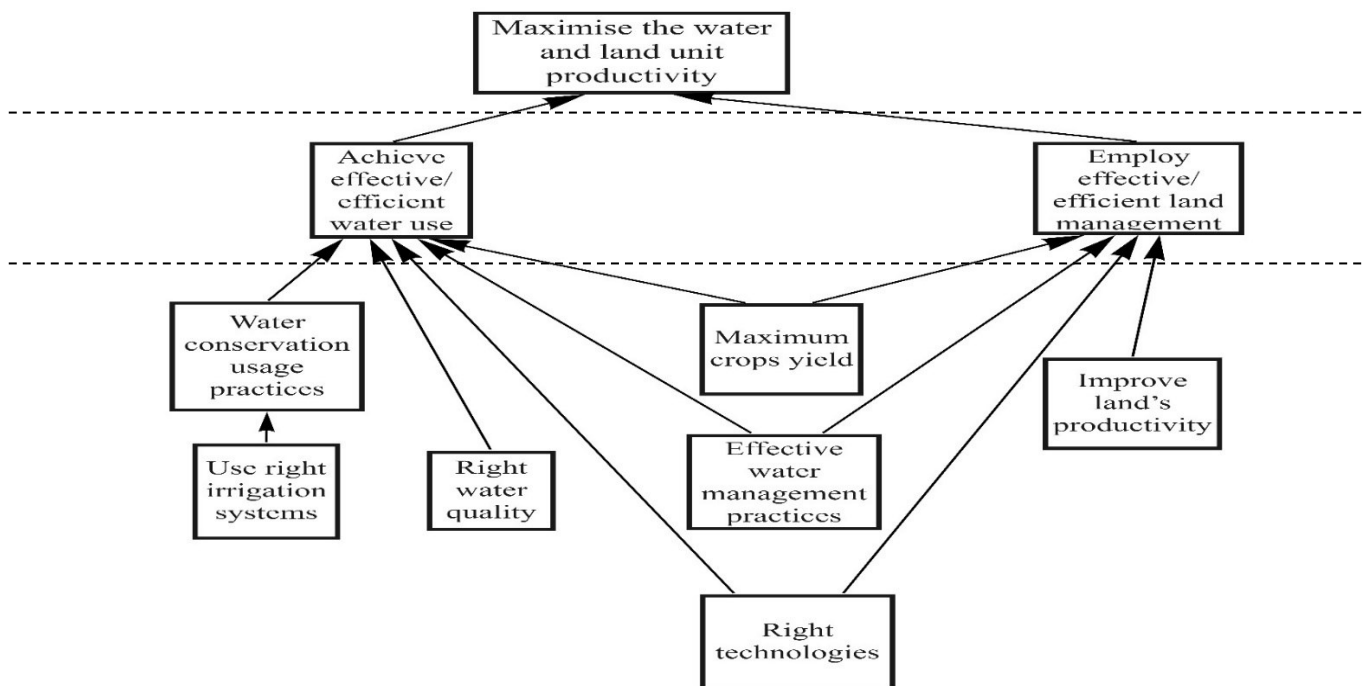 Maximise the water
and land unit
productivity
Achieve
effective/
efficient
water use
Employ
effective/
efficient land
management
Water
conservation
usage
practices
Maximum
crops yield
Improve
land's
productivity
Use right
irrigation
systems
Right
water
quality
Effective
water
management
practices
Right
technologies